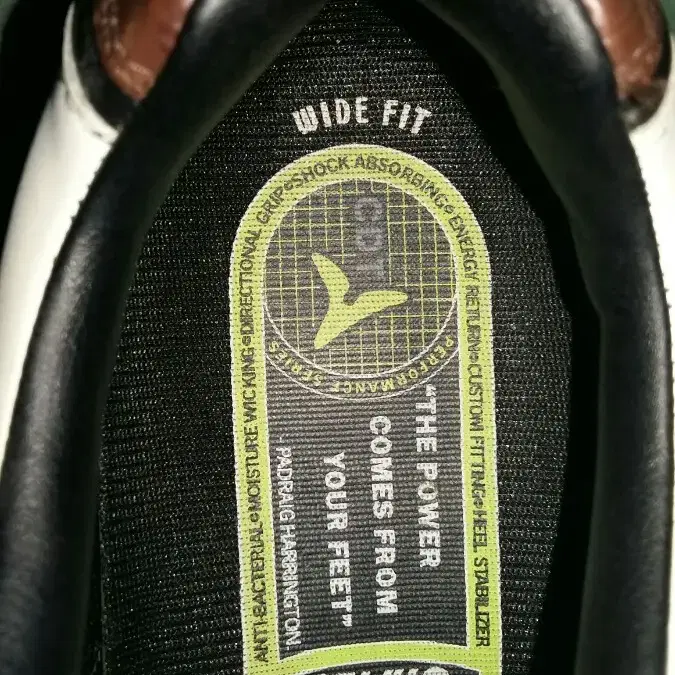 WIDE FIT
ANTI-BACTERIAL•MOISTURE WICKING•DIRECTIONAL GRIP•SHOCK ABSORBING•ENERGY RETURN•CUSTOM FITTING•HEEL STABILIZER
PERFORMANCE SERIES
"THE POWER
COMES FROM
YOUR FEET"
- PADRAIG HARRINGTON.